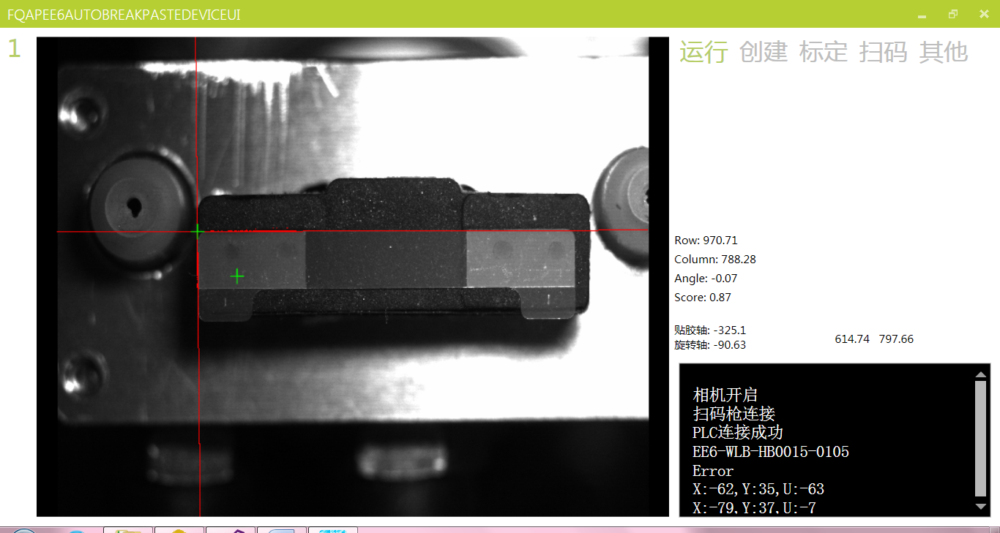 FQAPEE6AUTOBREAKPASTEDEVICEUI
1
运行 创建 标定 扫码 其他
Row: 970.71
Column: 788.28
Angle: -0.07
Score: 0.87
贴胶轴: -325.1
旋转轴: -90.63
614.74 797.66
相机开启
扫码枪连接
PLC连接成功
EE6-WLB-HB0015-0105
Error
X:-62,Y:35,U:-63
X:-79,Y:37,U:-7